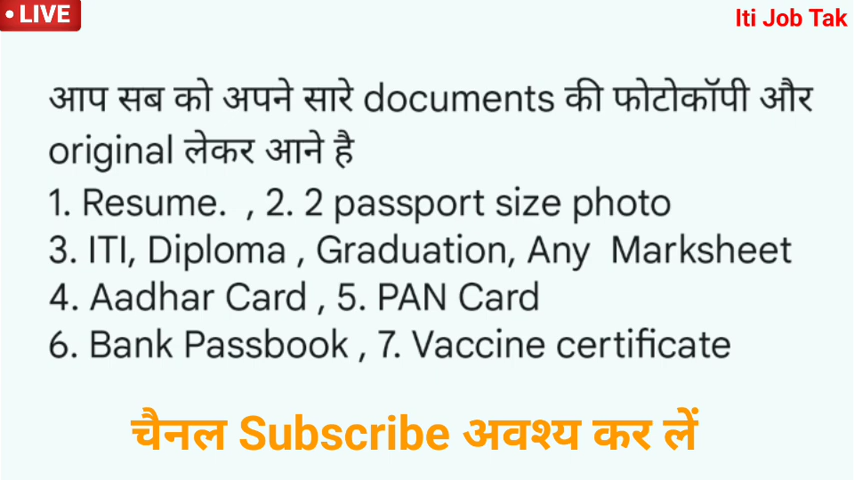 • LIVE
Iti Job Tak
आप सब को अपने सारे documents की फोटोकॉपी और
original लेकर आने है
1. Resume.  , 2. 2 passport size photo
3. ITI, Diploma , Graduation, Any  Marksheet
4. Aadhar Card , 5. PAN Card
6. Bank Passbook , 7. Vaccine certificate
चैनल Subscribe अवश्य कर लें